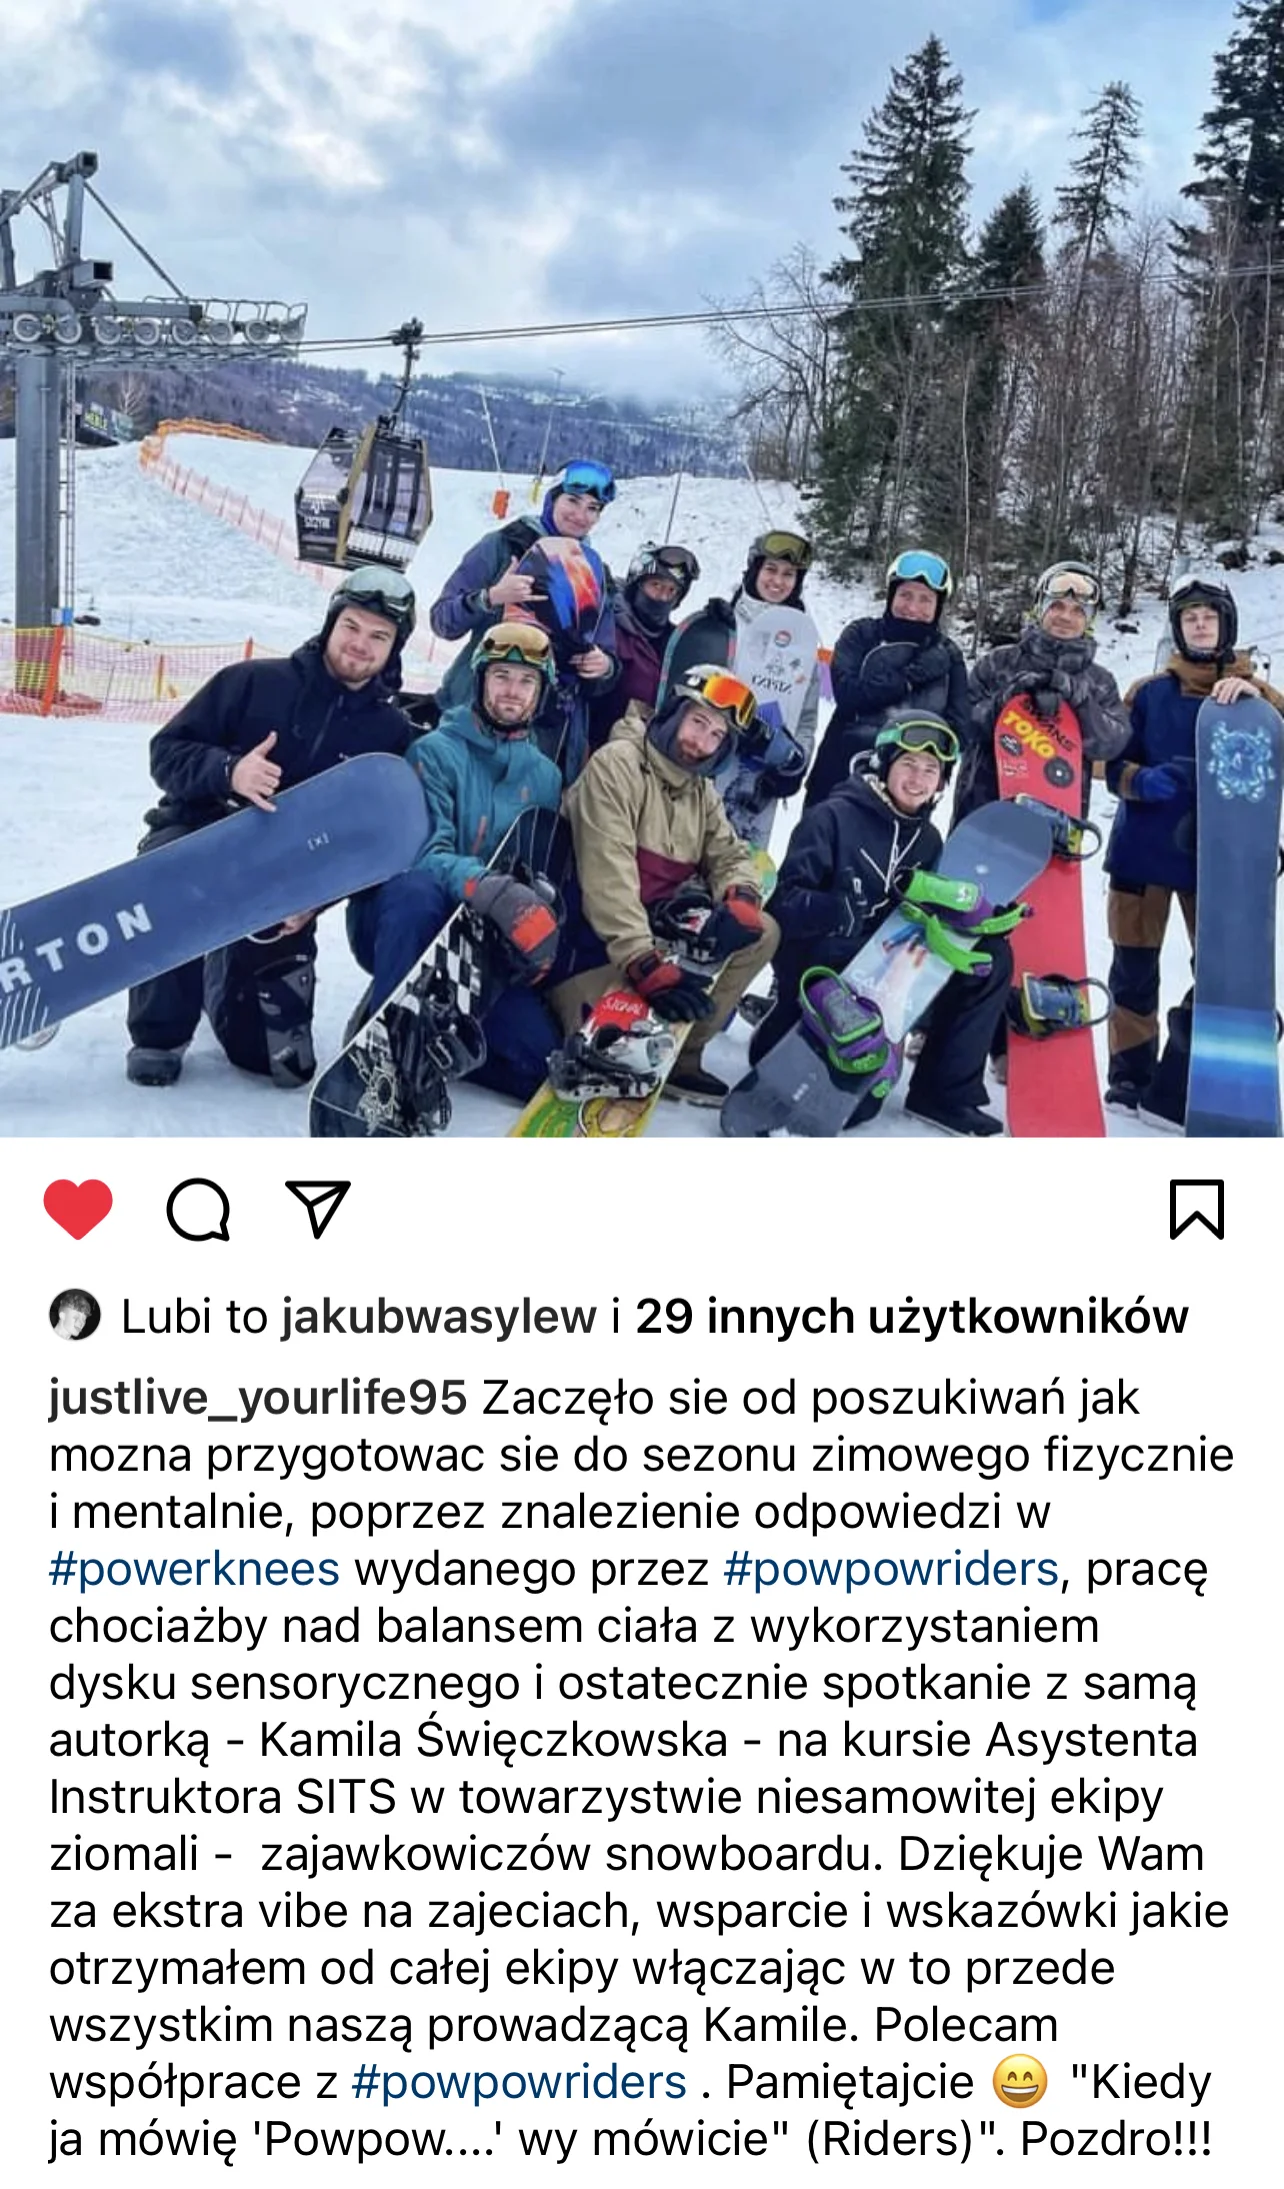 SZCZYRK
[x]
RTON
SWANS
TOKO
SIGNAL
Lubi to jakubwasylew i 29 innych użytkowników
justlive_yourlife95 Zaczęło sie od poszukiwań jak
mozna przygotowac sie do sezonu zimowego fizycznie
i mentalnie, poprzez znalezienie odpowiedzi w
#powerknees wydanego przez #powpowriders, pracę
chociażby nad balansem ciała z wykorzystaniem
dysku sensorycznego i ostatecznie spotkanie z samą
autorką - Kamila Święczkowska - na kursie Asystenta
Instruktora SITS w towarzystwie niesamowitej ekipy
ziomali -  zajawkowiczów snowboardu. Dziękuje Wam
za ekstra vibe na zajeciach, wsparcie i wskazówki jakie
otrzymałem od całej ekipy włączając w to przede
wszystkim naszą prowadzącą Kamile. Polecam
współprace z #powpowriders . Pamiętajcie 😄 "Kiedy
ja mówię 'Powpow....' wy mówicie" (Riders)". Pozdro!!!